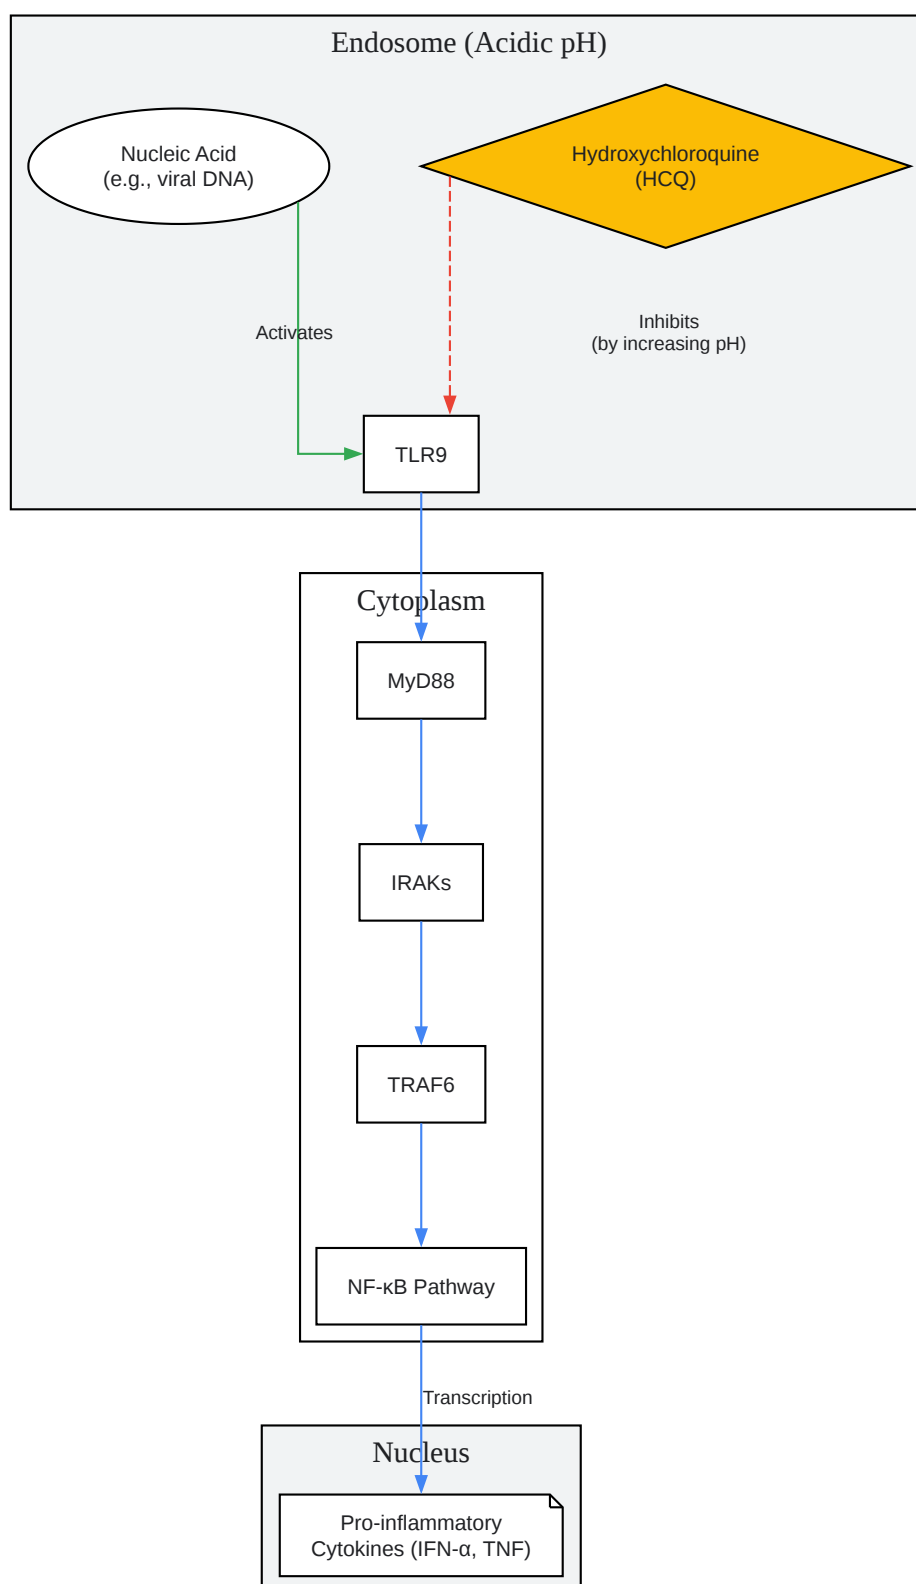 Endosome (Acidic pH)
Nucleic Acid
(e.g., viral DNA)
Hydroxychloroquine
(HCQ)
Activates
Inhibits
(by increasing pH)
TLR9
Cytoplasm
MyD88
IRAKs
TRAF6
NF-κB Pathway
Transcription
Nucleus
Pro-inflammatory
Cytokines (IFN-α, TNF)